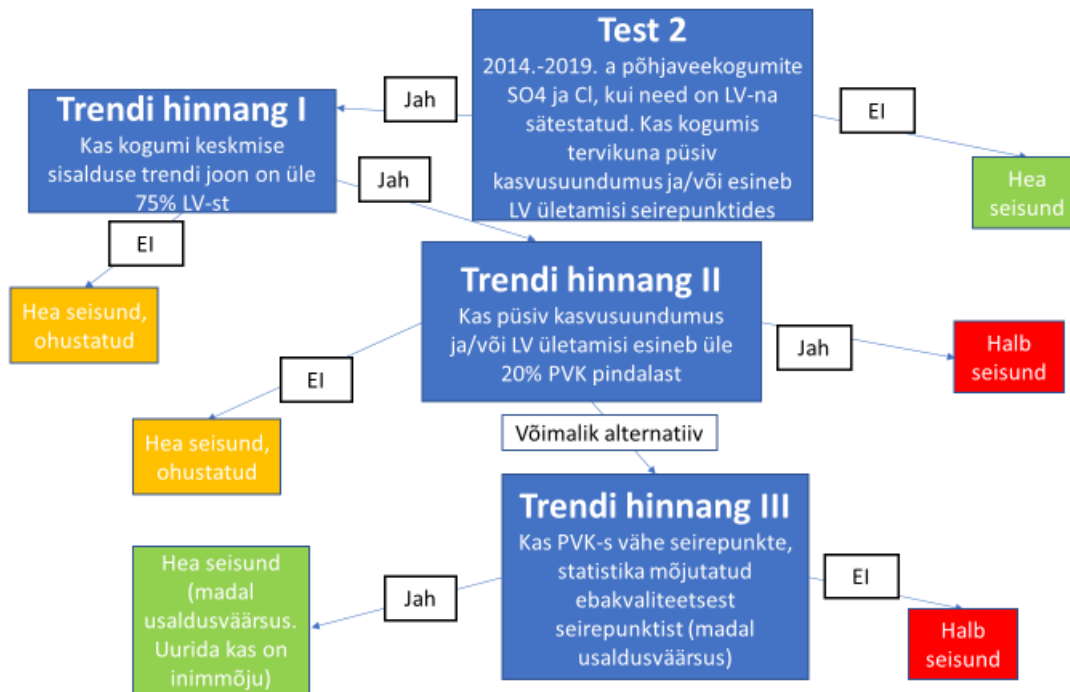 Test 2
2014.-2019. a põhjaveekogumite
SO4 ja Cl, kui need on LV-na
sätestatud. Kas kogumis
tervikuna püsiv
kasvusuundumus ja/või esineb
LV ületamisi seirepunktides
Jah
EI
Hea
seisund
Trendi hinnang I
Kas kogumi keskmise
sisalduse trendi joon on üle
75% LV-st
Jah
EI
Hea seisund,
ohustatud
Trendi hinnang II
Kas püsiv kasvusuundumus
ja/või LV ületamisi esineb üle
20% PVK pindalast
Jah
Halb
seisund
EI
Hea seisund,
ohustatud
Võimalik alternatiiv
Trendi hinnang III
Kas PVK-s vähe seirepunkte,
statistika mõjutatud
ebakvaliteetsest
seirepunktist (madal
usaldusväärsus)
Jah
Hea seisund
(madal
usaldusväärsus.
Uurida kas on
inimmõju)
EI
Halb
seisund